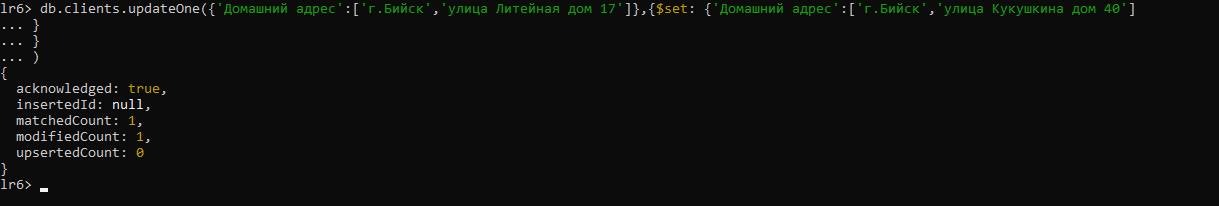 lr6> db.clients.updateOne({'Домашний адрес':['г.Бийск','улица Литейная дом 17']},{$set: {'Домашний адрес':['г.Бийск','улица Кукушкина дом 40']
... }
... }
... )
{
  acknowledged: true,
  insertedId: null,
  matchedCount: 1,
  modifiedCount: 1,
  upsertedCount: 0
}
lr6>